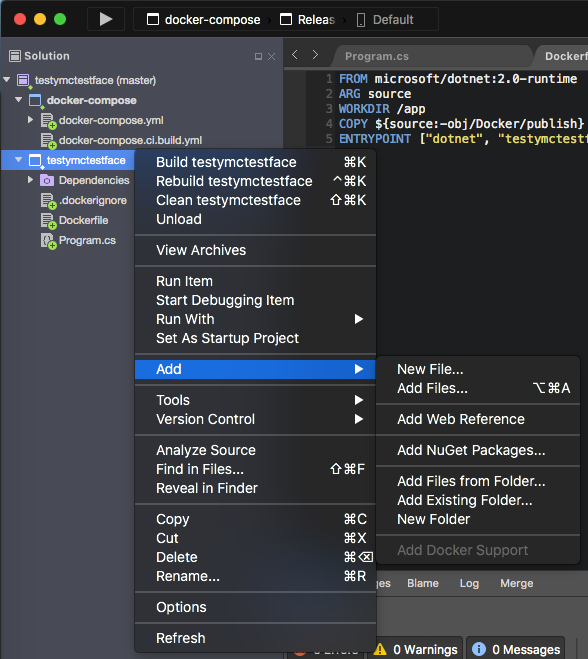 docker-compose > Releas > Default
Solution
Program.cs
Dockerf
testymctestface (master)
docker-compose
docker-compose.yml
docker-compose.ci.build.yml
testymctestface
Dependencies
.dockerignore
Dockerfile
Program.cs
1 FROM microsoft/dotnet:2.0-runtime
2 ARG source
3 WORKDIR /app
4 COPY ${source:-obj/Docker/publish}
5 ENTRYPOINT ["dotnet", "testymctestf
Build testymctestface ⌘K
Rebuild testymctestface ^⌘K
Clean testymctestface ⇧⌘K
Unload
View Archives
Run Item
Start Debugging Item
Run With
Set As Startup Project
Add
Tools
Version Control
Analyze Source
Find in Files... ⇧⌘F
Reveal in Finder
Copy ⌘C
Cut ⌘X
Delete ⌘⌫
Rename... ⌘R
Options
Refresh
New File...
Add Files... ⌥⌘A
Add Web Reference
Add NuGet Packages...
Add Files from Folder...
Add Existing Folder...
New Folder
Add Docker Support
ges Blame Log Merge
0 Warnings
0 Messages